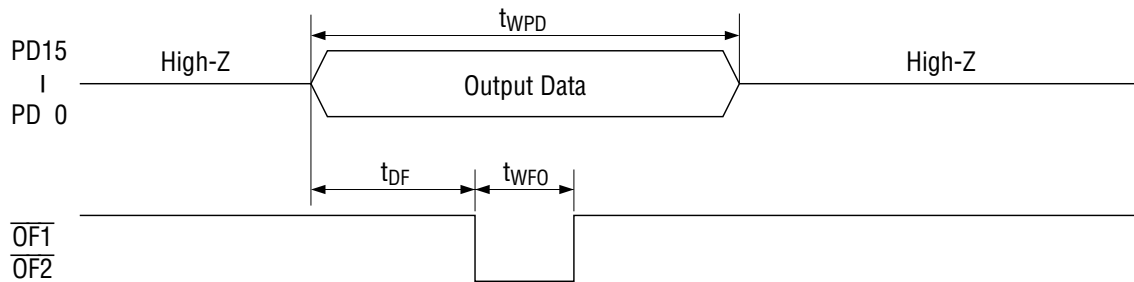 tWPD
PD15
High-Z
High-Z
I
Output Data
PD 0
tDF
tWFO
OF1
OF2